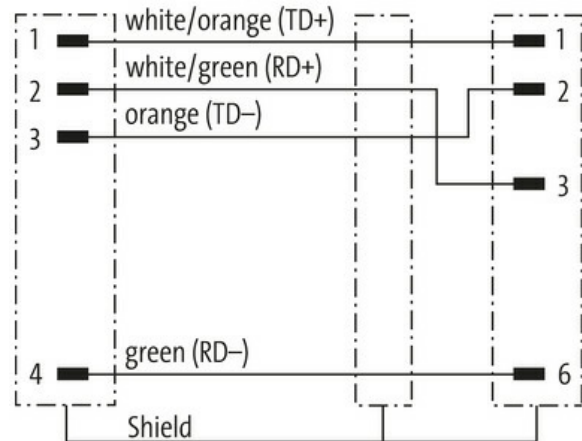 1 white/orange (TD+) 1
2 white/green (RD+) 2
3 orange (TD–)
3
4 green (RD–) 6
Shield